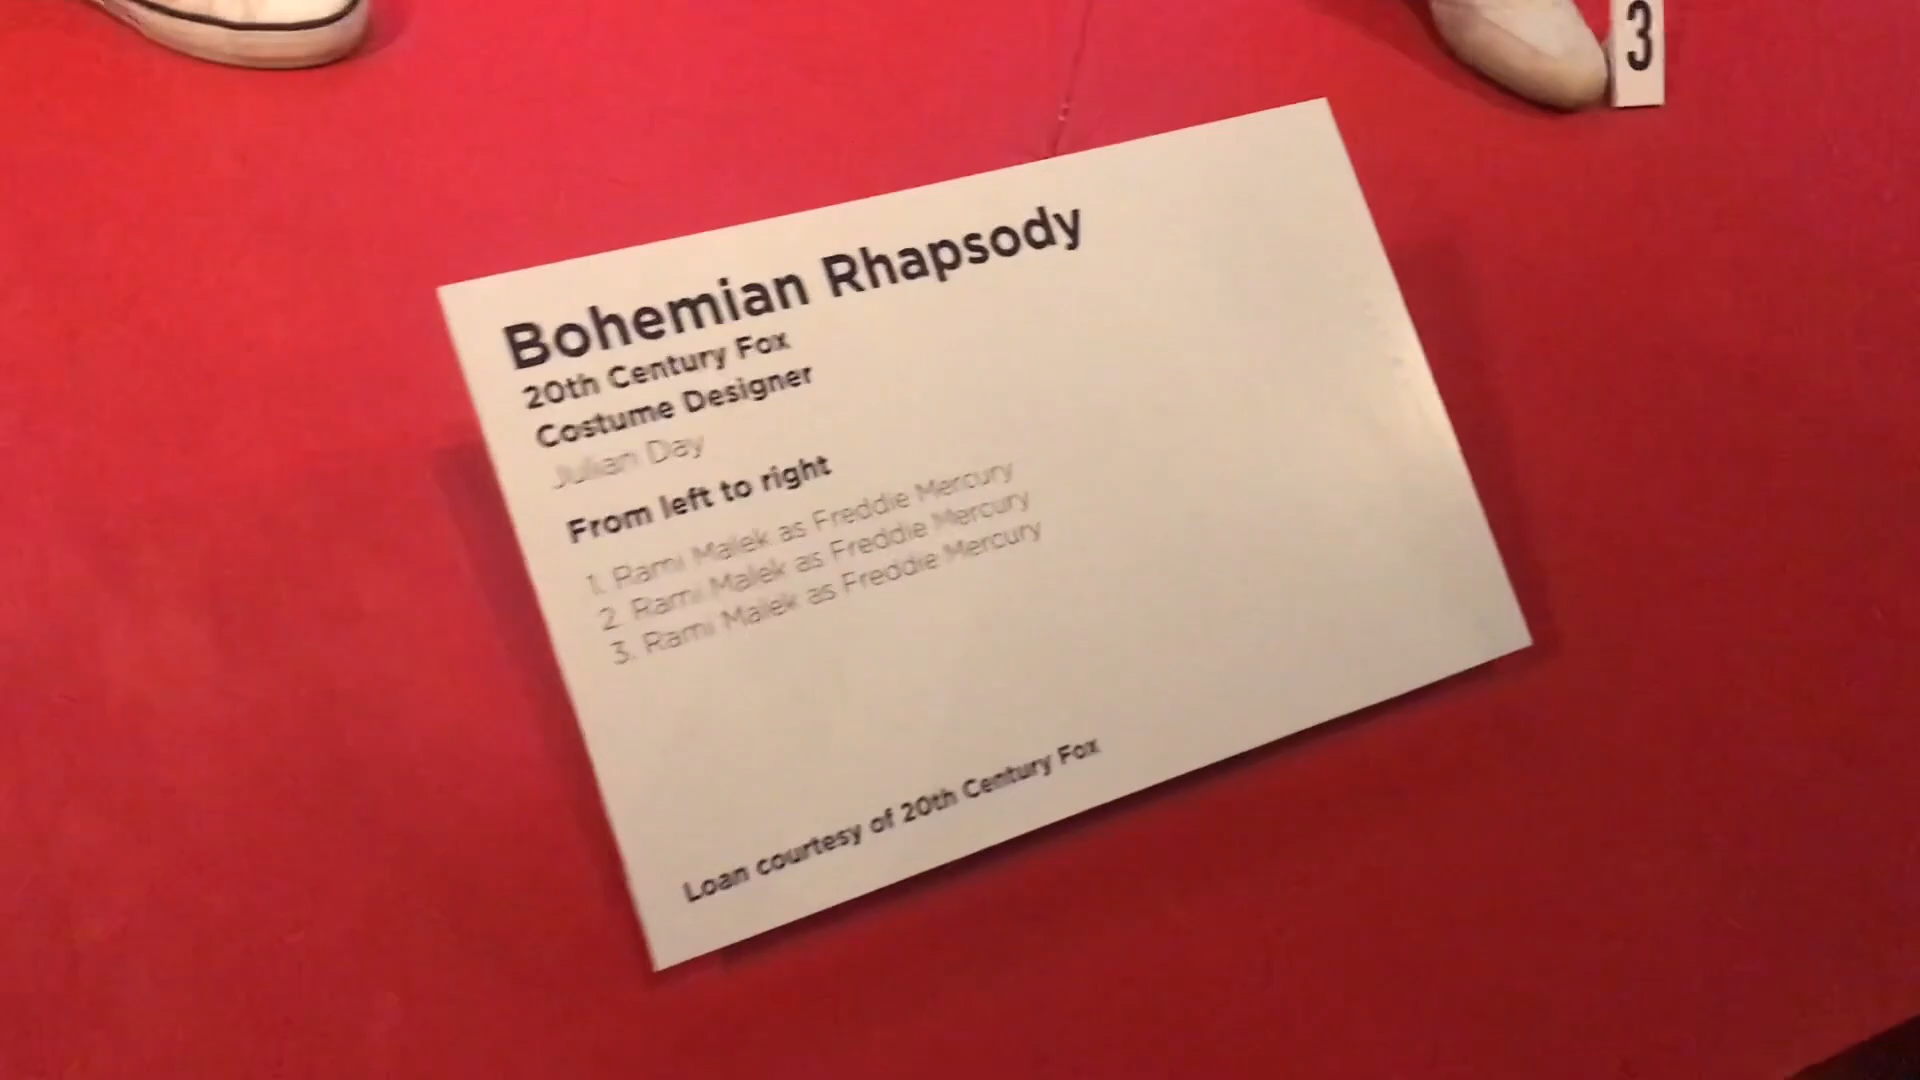 3
Bohemian Rhapsody
20th Century Fox
Costume Designer
Julian Day
From left to right
1. Rami Malek as Freddie Mercury
2. Rami Malek as Freddie Mercury
3. Rami Malek as Freddie Mercury
Loan courtesy of 20th Century Fox